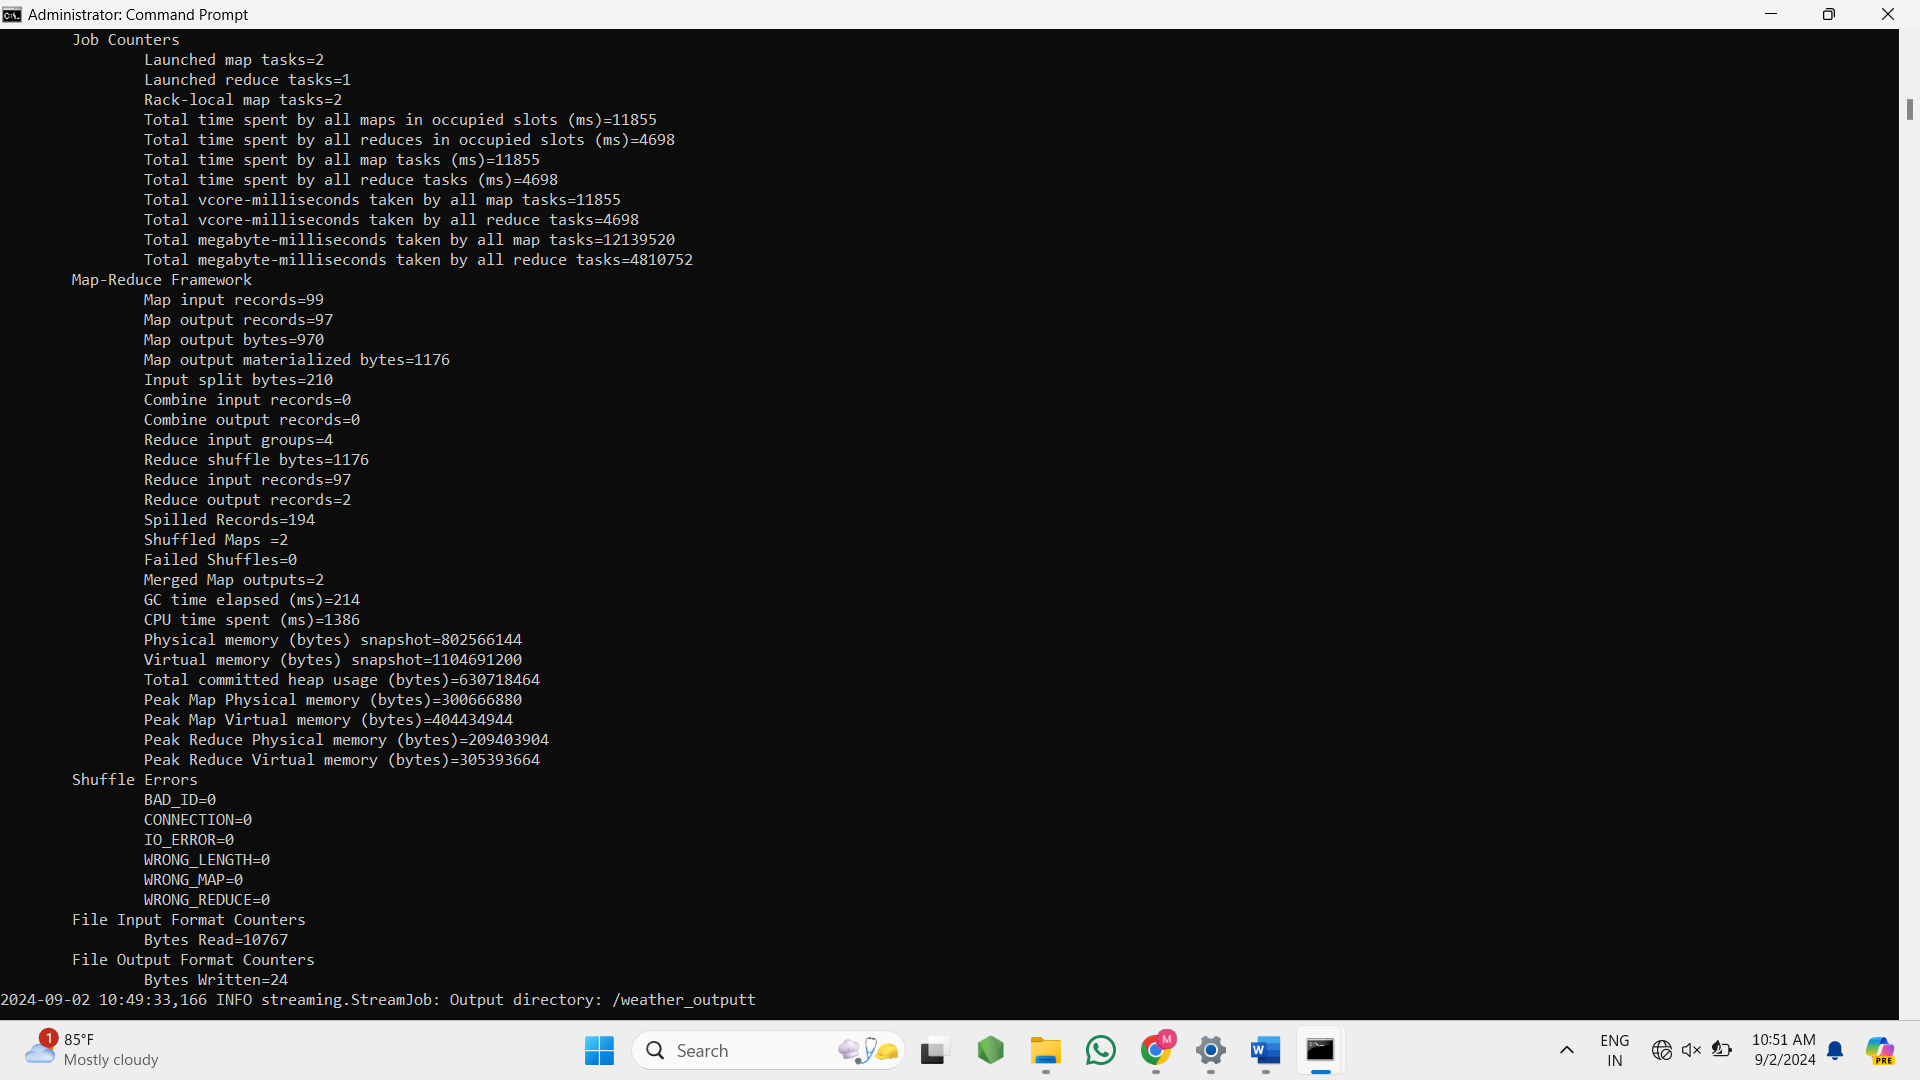 Administrator: Command Prompt
Job Counters
Launched map tasks=2
Launched reduce tasks=1
Rack-local map tasks=2
Total time spent by all maps in occupied slots (ms)=11855
Total time spent by all reduces in occupied slots (ms)=4698
Total time spent by all map tasks (ms)=11855
Total time spent by all reduce tasks (ms)=4698
Total vcore-milliseconds taken by all map tasks=11855
Total vcore-milliseconds taken by all reduce tasks=4698
Total megabyte-milliseconds taken by all map tasks=12139520
Total megabyte-milliseconds taken by all reduce tasks=4810752
Map-Reduce Framework
Map input records=99
Map output records=97
Map output bytes=970
Map output materialized bytes=1176
Input split bytes=210
Combine input records=0
Combine output records=0
Reduce input groups=4
Reduce shuffle bytes=1176
Reduce input records=97
Reduce output records=2
Spilled Records=194
Shuffled Maps =2
Failed Shuffles=0
Merged Map outputs=2
GC time elapsed (ms)=214
CPU time spent (ms)=1386
Physical memory (bytes) snapshot=802566144
Virtual memory (bytes) snapshot=1104691200
Total committed heap usage (bytes)=630718464
Peak Map Physical memory (bytes)=300666880
Peak Map Virtual memory (bytes)=404434944
Peak Reduce Physical memory (bytes)=209403904
Peak Reduce Virtual memory (bytes)=305393664
Shuffle Errors
BAD_ID=0
CONNECTION=0
IO_ERROR=0
WRONG_LENGTH=0
WRONG_MAP=0
WRONG_REDUCE=0
File Input Format Counters
Bytes Read=10767
File Output Format Counters
Bytes Written=24
2024-09-02 10:49:33,166 INFO streaming.StreamJob: Output directory: /weather_outputt
1
85°F
Mostly cloudy
Search
M
W
ENG
IN
10:51 AM
9/2/2024
PRE